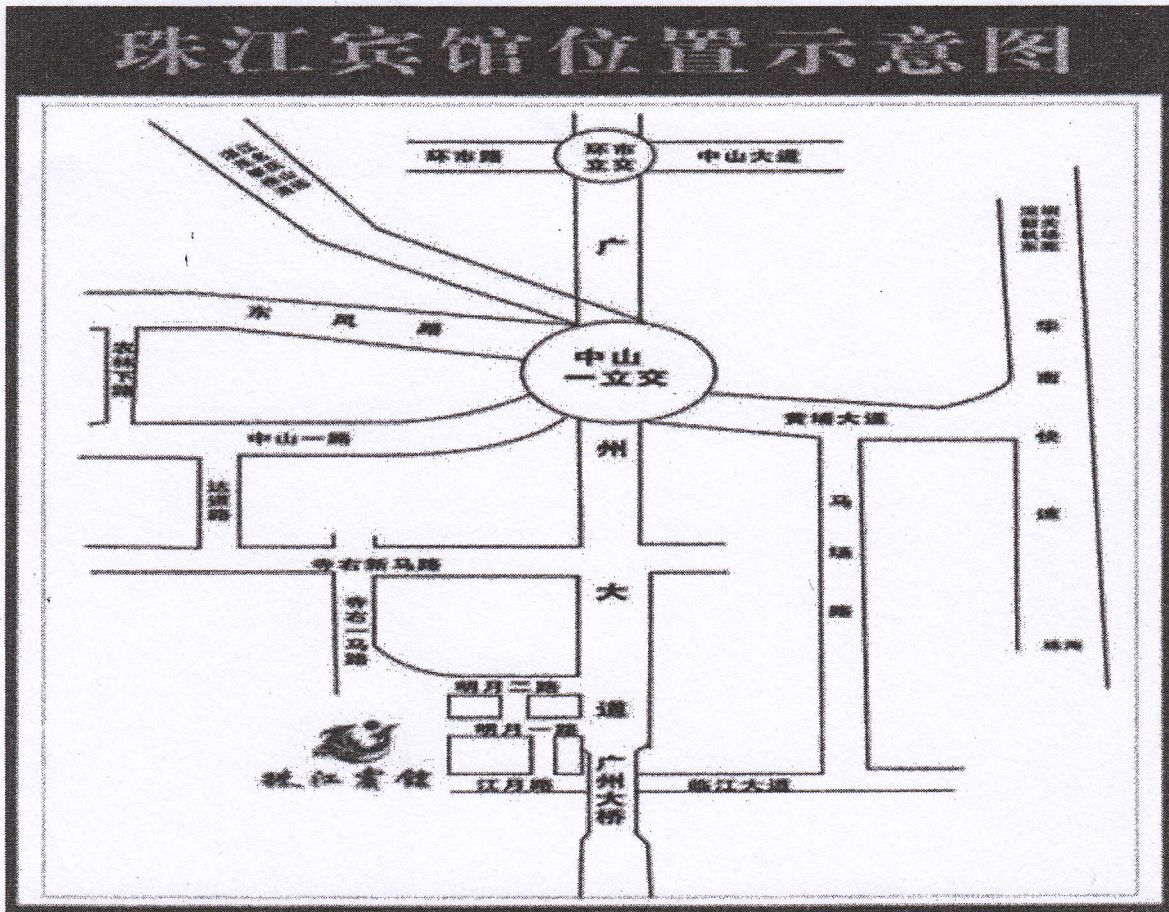 珠江宾馆位置示意图
环市路
环市立交
中山大道
广州大道
东风路
中山一立交
黄埔大道
华南快速
中山一路
达道路
马场路
寺右新马路
寺右一马路
明月二路
明月一路
珠江宾馆
江月路
广州大桥
临江大道